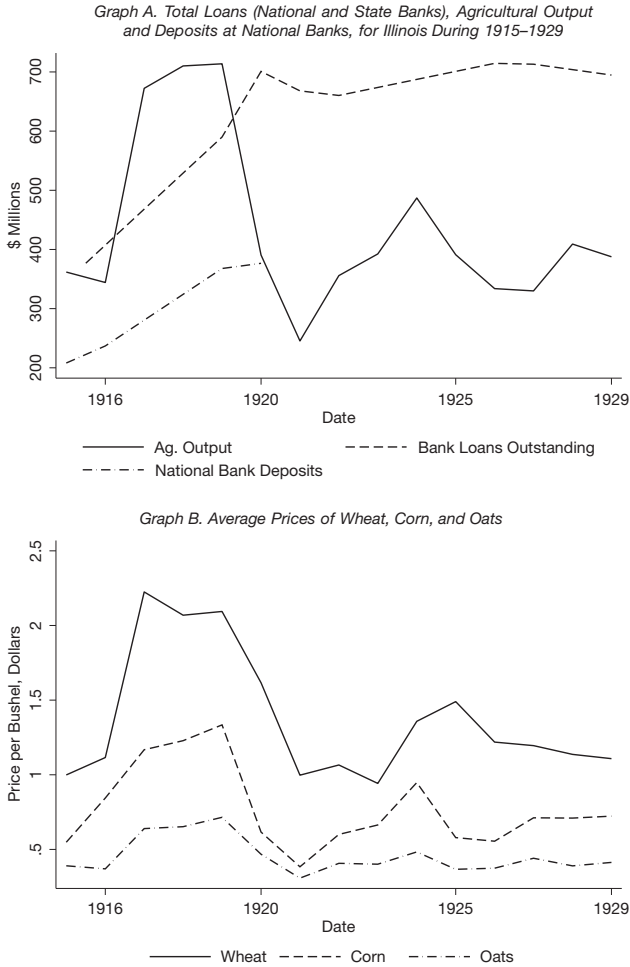 Graph A. Total Loans (National and State Banks), Agricultural Output
and Deposits at National Banks, for Illinois During 1915–1929
700
600
500
400
300
200
$ Millions
1916 1920 1925 1929
Date
Ag. Output Bank Loans Outstanding
National Bank Deposits
Graph B. Average Prices of Wheat, Corn, and Oats
2.5
2
1.5
1
.5
Price per Bushel, Dollars
1916 1920 1925 1929
Date
Wheat Corn Oats